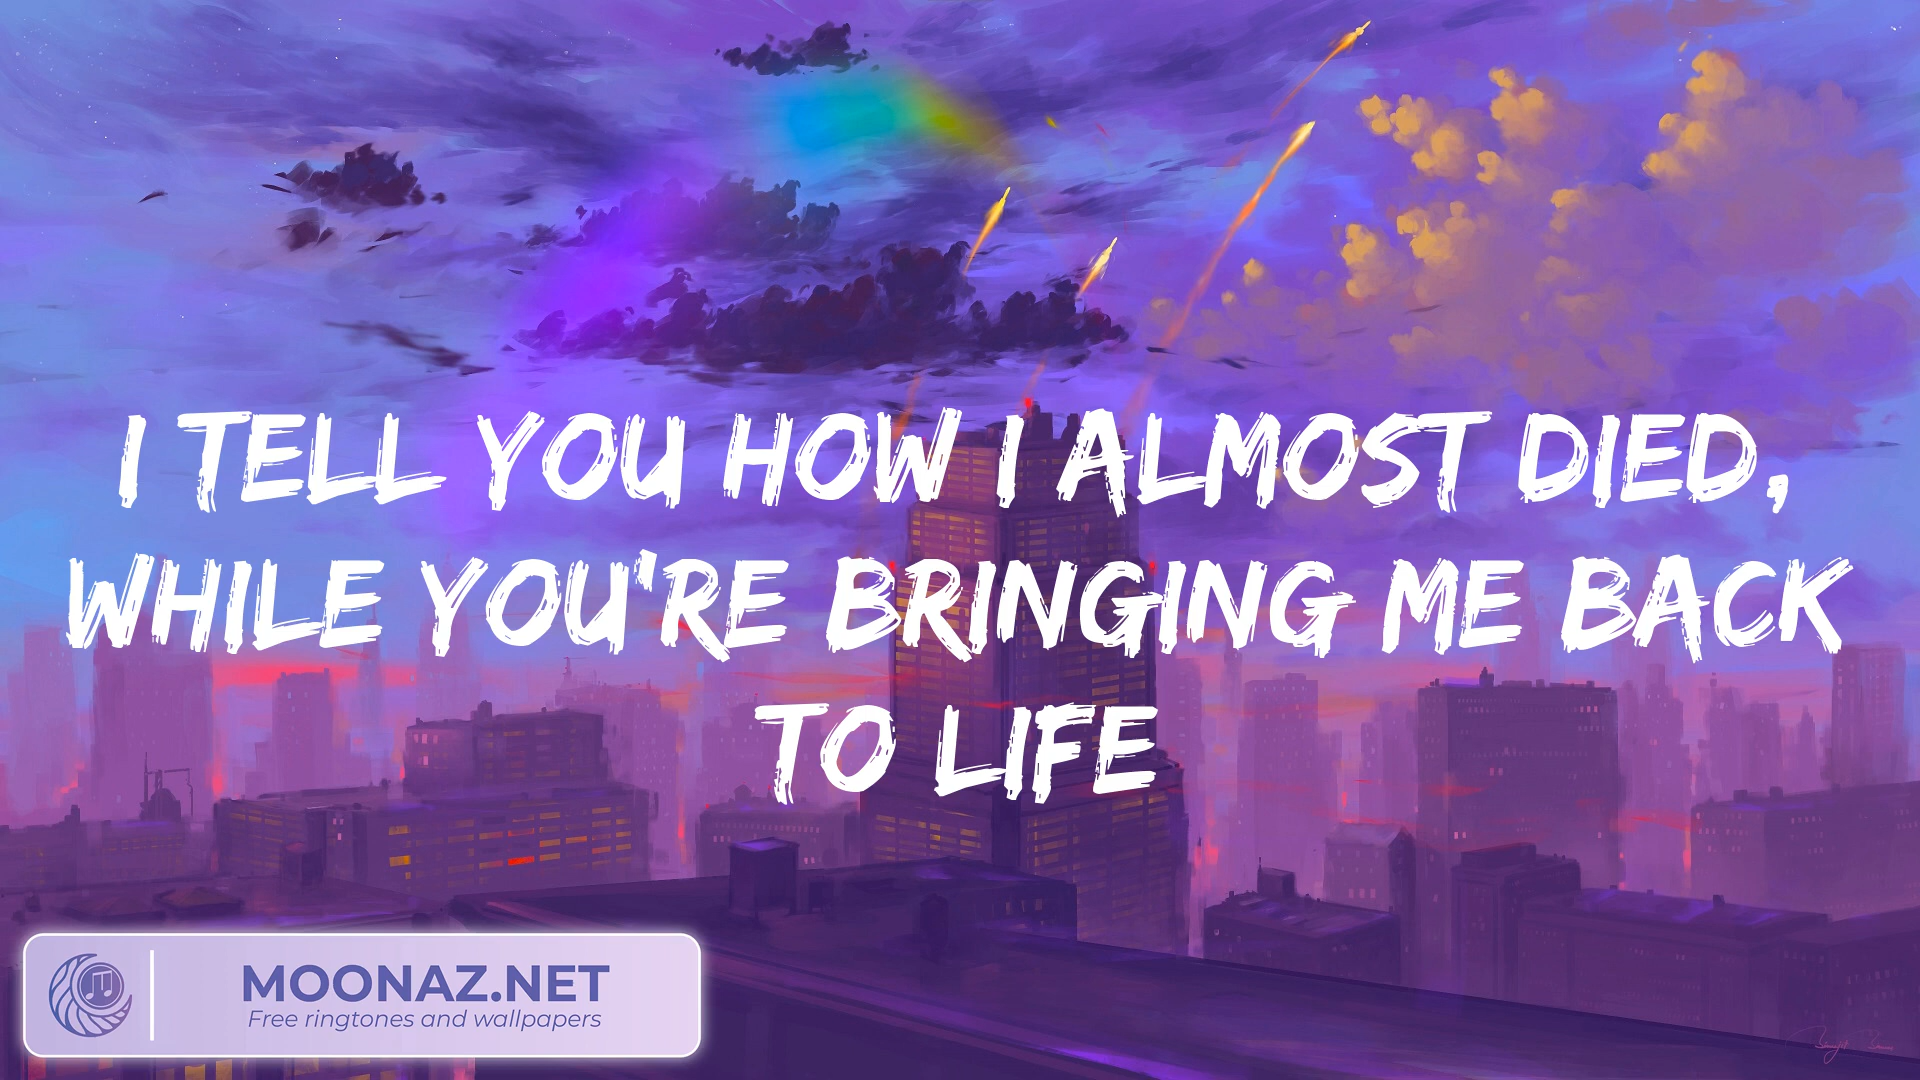 I TELL YOU HOW I ALMOST DIED,
WHILE YOU'RE BRINGING ME BACK
TO LIFE
MOONAZ.NET
Free ringtones and wallpapers